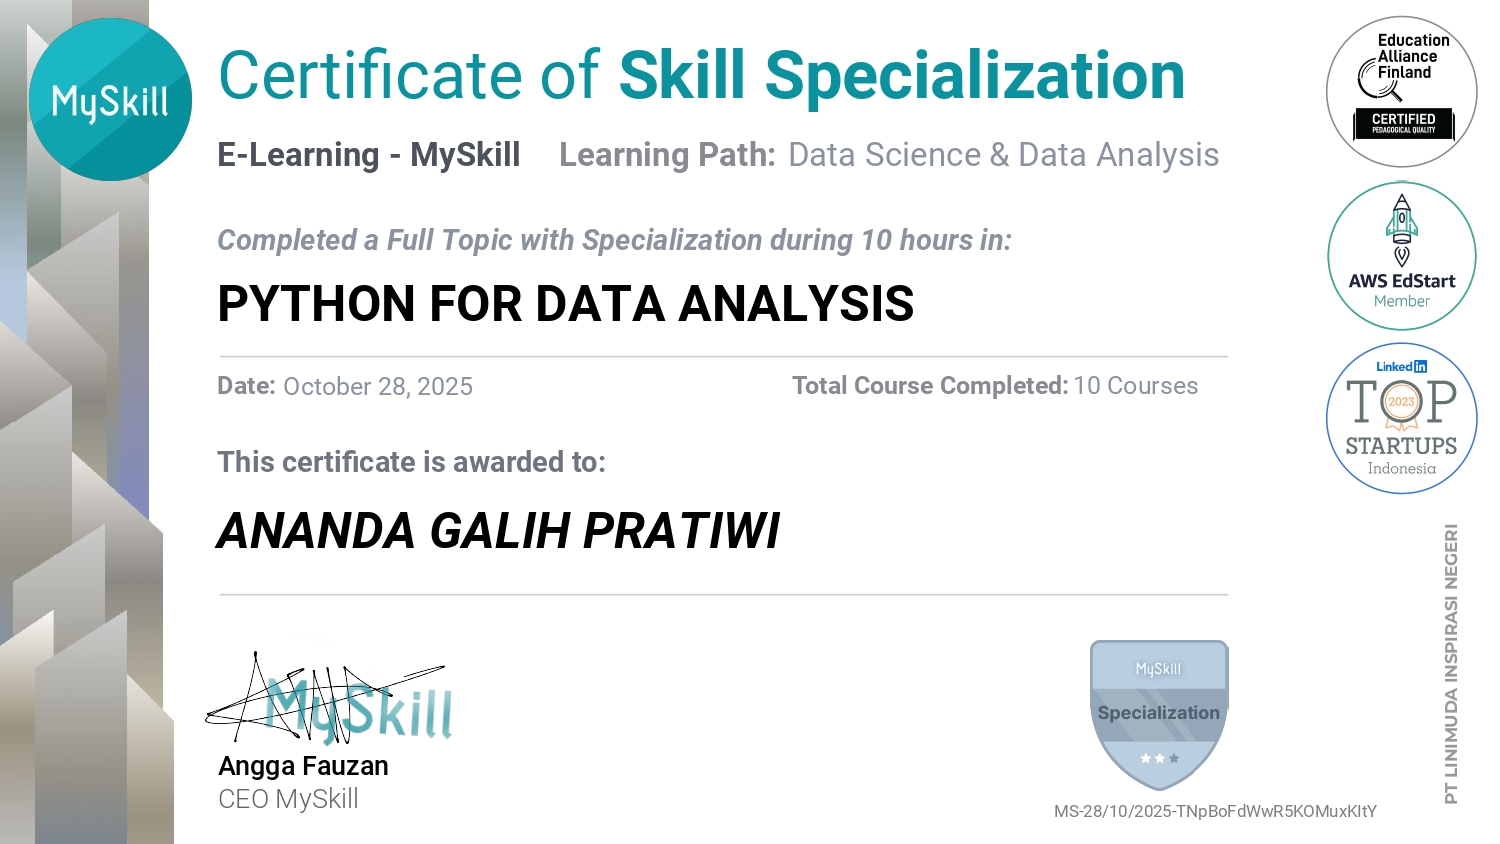 MySkill
Certificate of Skill Specialization
E-Learning - MySkill Learning Path: Data Science & Data Analysis
Completed a Full Topic with Specialization during 10 hours in:
PYTHON FOR DATA ANALYSIS
Date: October 28, 2025 Total Course Completed: 10 Courses
This certificate is awarded to:
ANANDA GALIH PRATIWI
MySkill
Angga Fauzan
CEO MySkill
MySkill
Specialization
MS-28/10/2025-TNpBoFdWwR5KOMuxKItY
Education
Alliance
Finland
CERTIFIED
PEDAGOGICAL QUALITY
AWS EdStart
Member
Linked in
TOP
2023
STARTUPS
Indonesia
PT LINIMUDA INSPIRASI NEGERI